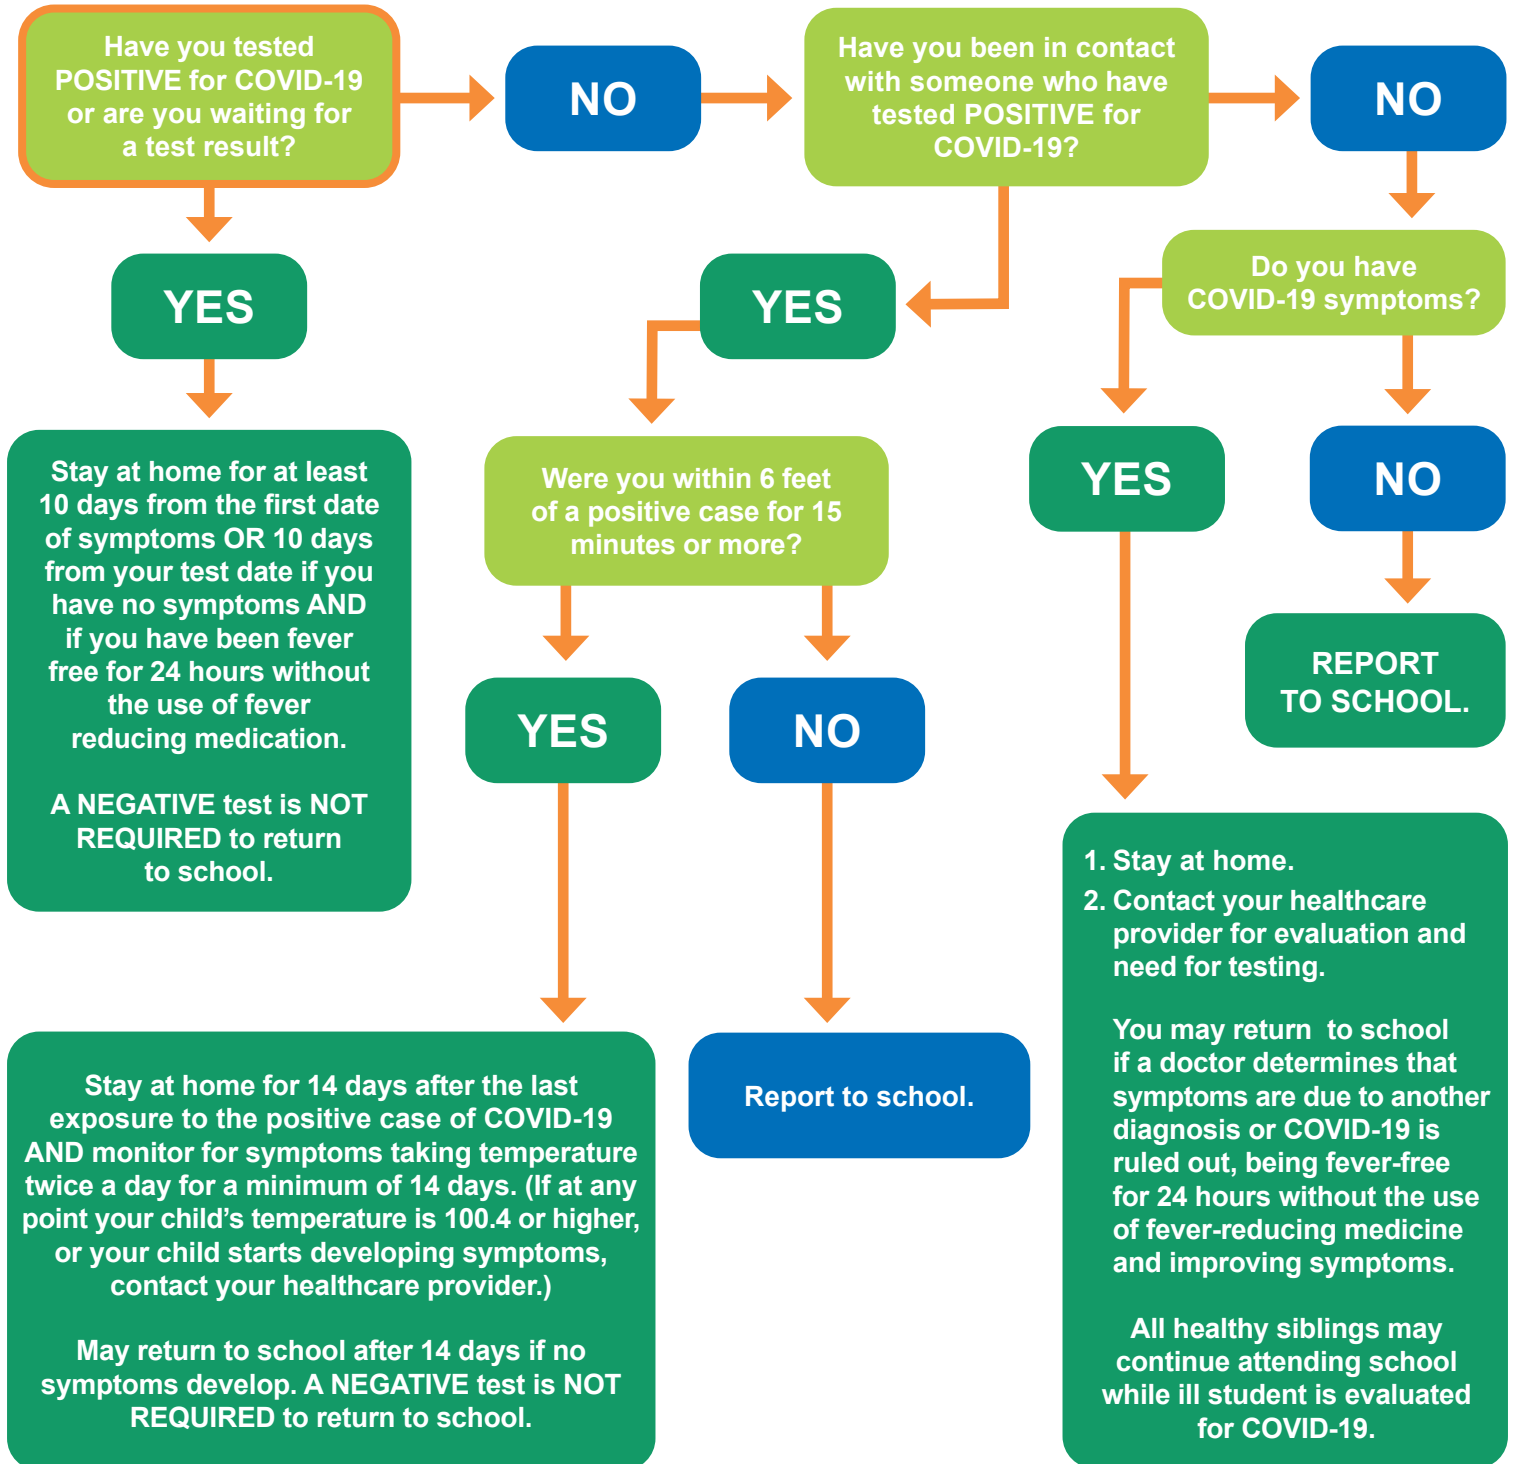 Have you tested
POSITIVE for COVID-19
or are you waiting for
a test result?
NO
Have you been in contact
with someone who have
tested POSITIVE for
COVID-19?
NO
YES
Stay at home for at least
10 days from the first date
of symptoms OR 10 days
from your test date if you
have no symptoms AND
if you have been fever
free for 24 hours without
the use of fever
reducing medication.
A NEGATIVE test is NOT
REQUIRED to return
to school.
YES
Were you within 6 feet
of a positive case for 15
minutes or more?
YES
Stay at home for 14 days after the last
exposure to the positive case of COVID-19
AND monitor for symptoms taking temperature
twice a day for a minimum of 14 days. (If at any
point your child’s temperature is 100.4 or higher,
or your child starts developing symptoms,
contact your healthcare provider.)
May return to school after 14 days if no
symptoms develop. A NEGATIVE test is NOT
REQUIRED to return to school.
NO
Report to school.
Do you have
COVID-19 symptoms?
YES
1. Stay at home.
2. Contact your healthcare
provider for evaluation and
need for testing.
You may return to school
if a doctor determines that
symptoms are due to another
diagnosis or COVID-19 is
ruled out, being fever-free
for 24 hours without the use
of fever-reducing medicine
and improving symptoms.
All healthy siblings may
continue attending school
while ill student is evaluated
for COVID-19.
NO
REPORT
TO SCHOOL.